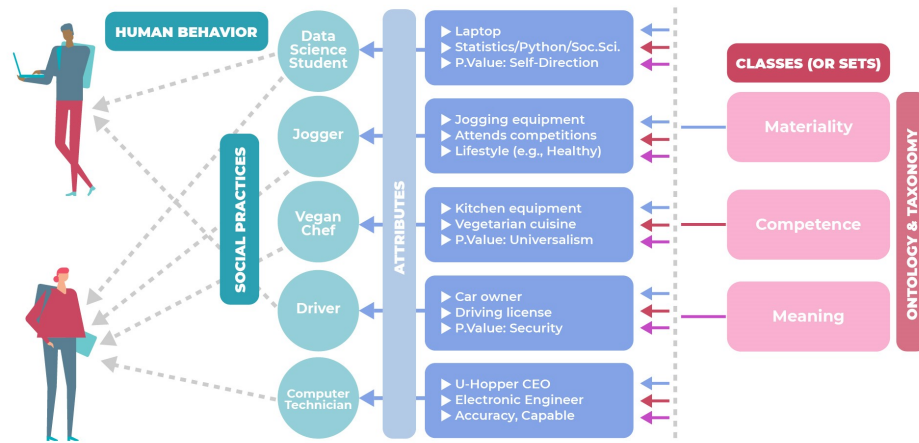 HUMAN BEHAVIOR
SOCIAL PRACTICES
Data
Science
Student
Jogger
Vegan
Chef
Driver
Computer
Technician
ATTRIBUTES
▶ Laptop
▶ Statistics/Python/Soc.Sci.
▶ P.Value: Self-Direction
▶ Jogging equipment
▶ Attends competitions
▶ Lifestyle (e.g., Healthy)
▶ Kitchen equipment
▶ Vegetarian cuisine
▶ P.Value: Universalism
▶ Car owner
▶ Driving license
▶ P.Value: Security
▶ U-Hopper CEO
▶ Electronic Engineer
▶ Accuracy, Capable
CLASSES (OR SETS)
Materiality
Competence
Meaning
ONTOLOGY & TAXONOMY